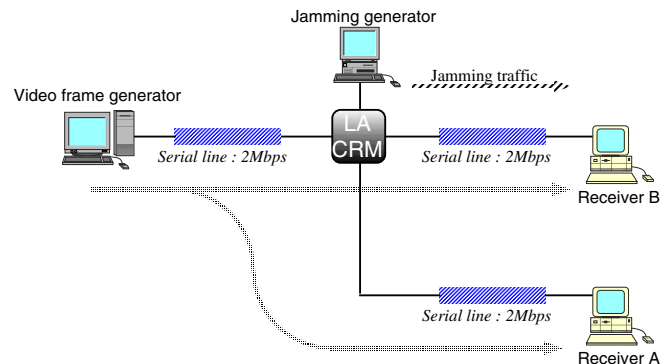 Jamming generator
Jamming traffic
Video frame generator
LA
CRM
Serial line : 2Mbps
Serial line : 2Mbps
Receiver B
Serial line : 2Mbps
Receiver A